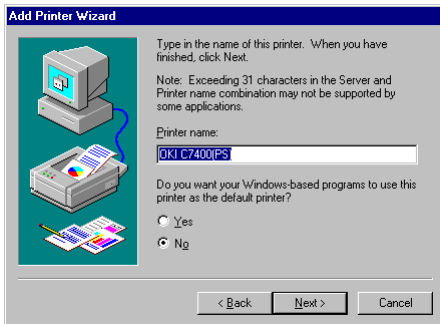 Add Printer Wizard
Type in the name of this printer. When you have
finished, click Next.
Note: Exceeding 31 characters in the Server and
Printer name combination may not be supported by
some applications.
Printer name:
OKI C7400(PS)
Do you want your Windows-based programs to use this
printer as the default printer?
Yes
No
< Back
Next >
Cancel